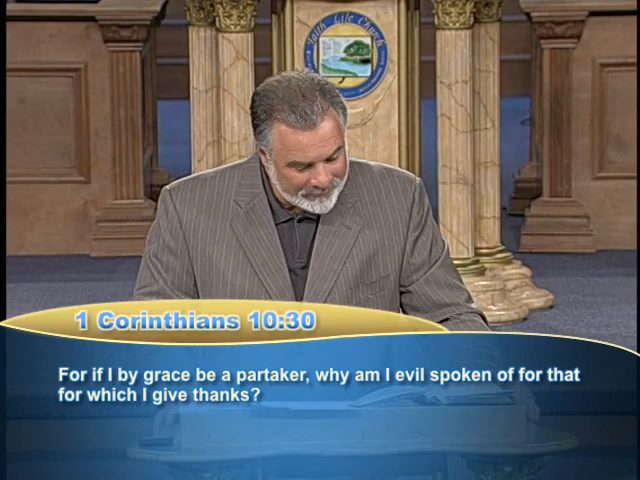 Faith Life Church
1 Corinthians 10:30
For if I by grace be a partaker, why am I evil spoken of for that
for which I give thanks?